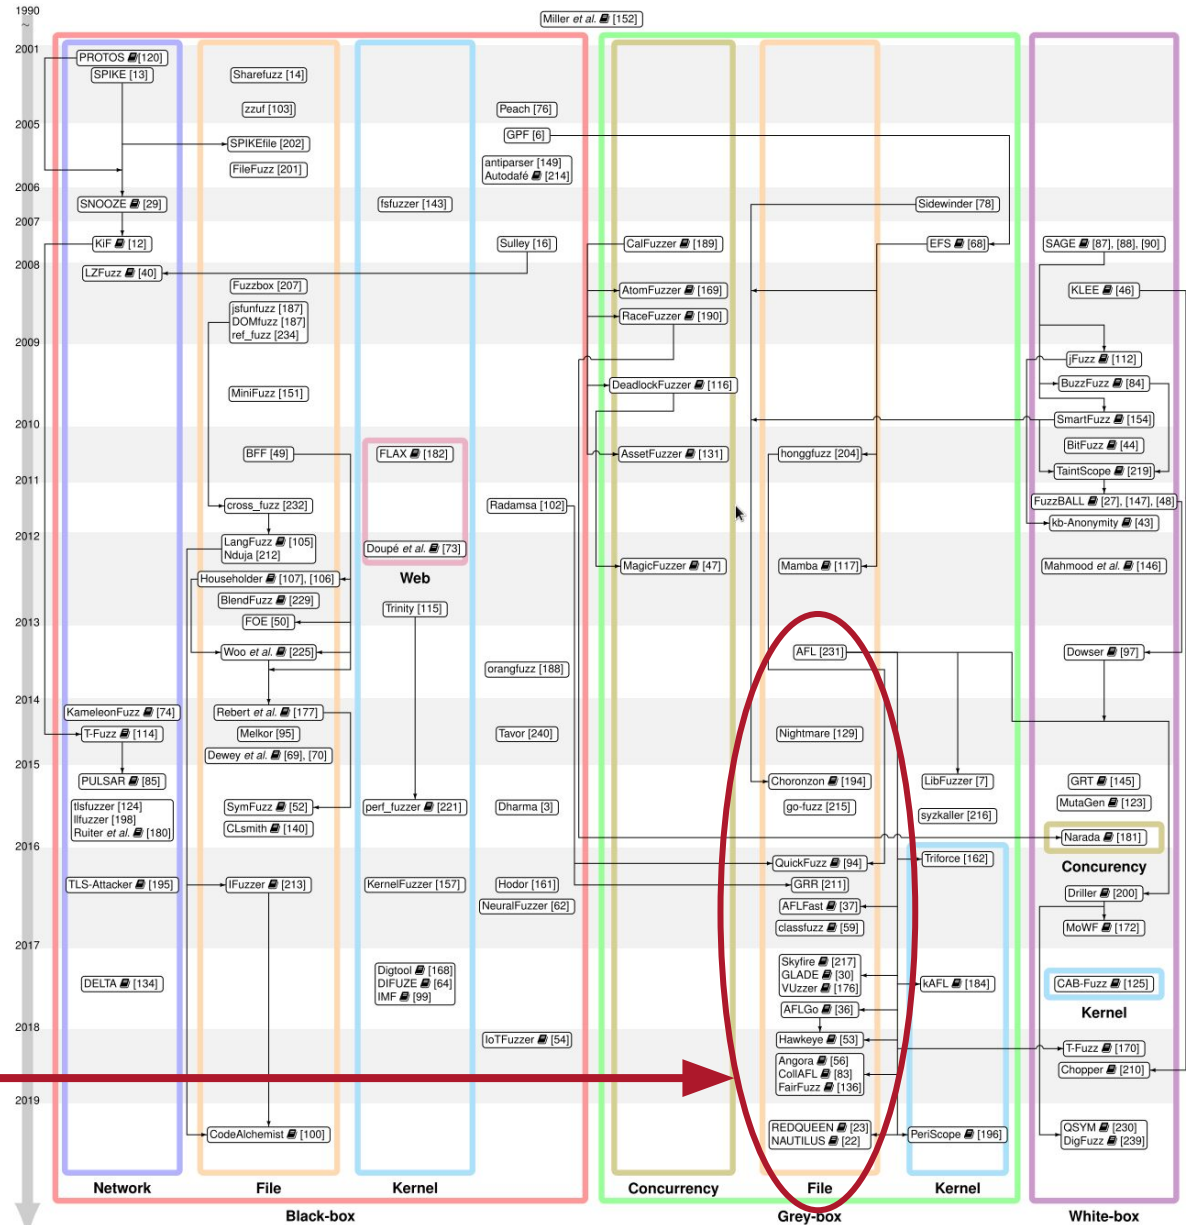 1990
~
Miller et al. [152]
2001
PROTOS [120]
SPIKE [13]
Sharefuzz [14]
zzuf [103]
Peach [76]
2005
GPF [6]
SPIKEfile [202]
FileFuzz [201]
antiparser [149]
Autodafé [214]
2006
SNOOZE [29]
fsfuzzer [143]
Sidewinder [78]
2007
KiF [12]
Sulley [16]
CalFuzzer [189]
EFS [68]
SAGE [87], [88], [90]
2008
LZFuzz [40]
Fuzzbox [207]
AtomFuzzer [169]
KLEE [46]
jsfunfuzz [187]
DOMfuzz [187]
ref_fuzz [234]
RaceFuzzer [190]
2009
jFuzz [112]
MiniFuzz [151]
DeadlockFuzzer [116]
BuzzFuzz [84]
2010
SmartFuzz [154]
BitFuzz [44]
BFF [49]
FLAX [182]
AssetFuzzer [131]
honggfuzz [204]
TaintScope [219]
2011
cross_fuzz [232]
Radamsa [102]
FuzzBALL [27], [147], [48]
kb-Anonymity [43]
2012
LangFuzz [105]
Nduja [212]
Doupé et al. [73]
Web
MagicFuzzer [47]
Mamba [117]
Mahmood et al. [146]
Householder [107], [106]
BlendFuzz [229]
Trinity [115]
2013
FOE [50]
Woo et al. [225]
AFL [231]
Dowser [97]
orangfuzz [188]
2014
KameleonFuzz [74]
Rebert et al. [177]
T-Fuzz [114]
Melkor [95]
Tavor [240]
Nightmare [129]
Dewey et al. [69], [70]
2015
PULSAR [85]
Choronzon [194]
LibFuzzer [7]
GRT [145]
tlsfuzzer [124]
llfuzzer [198]
Ruiter et al. [180]
SymFuzz [52]
perf_fuzzer [221]
Dharma [3]
go-fuzz [215]
syzkaller [216]
MutaGen [123]
CLsmith [140]
Narada [181]
2016
Concurency
QuickFuzz [94]
Triforce [162]
TLS-Attacker [195]
IFuzzer [213]
KernelFuzzer [157]
Hodor [161]
GRR [211]
Driller [200]
NeuralFuzzer [62]
AFLFast [37]
classfuzz [59]
MoWF [172]
2017
Skyfire [217]
GLADE [30]
VUzzer [176]
DELTA [134]
Digtool [168]
DIFUZE [64]
IMF [99]
kAFL [184]
CAB-Fuzz [125]
Kernel
AFLGo [36]
2018
IoTFuzzer [54]
Hawkeye [53]
T-Fuzz [170]
Angora [56]
CollAFL [83]
FairFuzz [136]
Chopper [210]
2019
CodeAlchemist [100]
REDQUEEN [23]
NAUTILUS [22]
PeriScope [196]
QSYM [230]
DigFuzz [239]
Network
File
Kernel
Concurrency
File
Kernel
Black-box
Grey-box
White-box